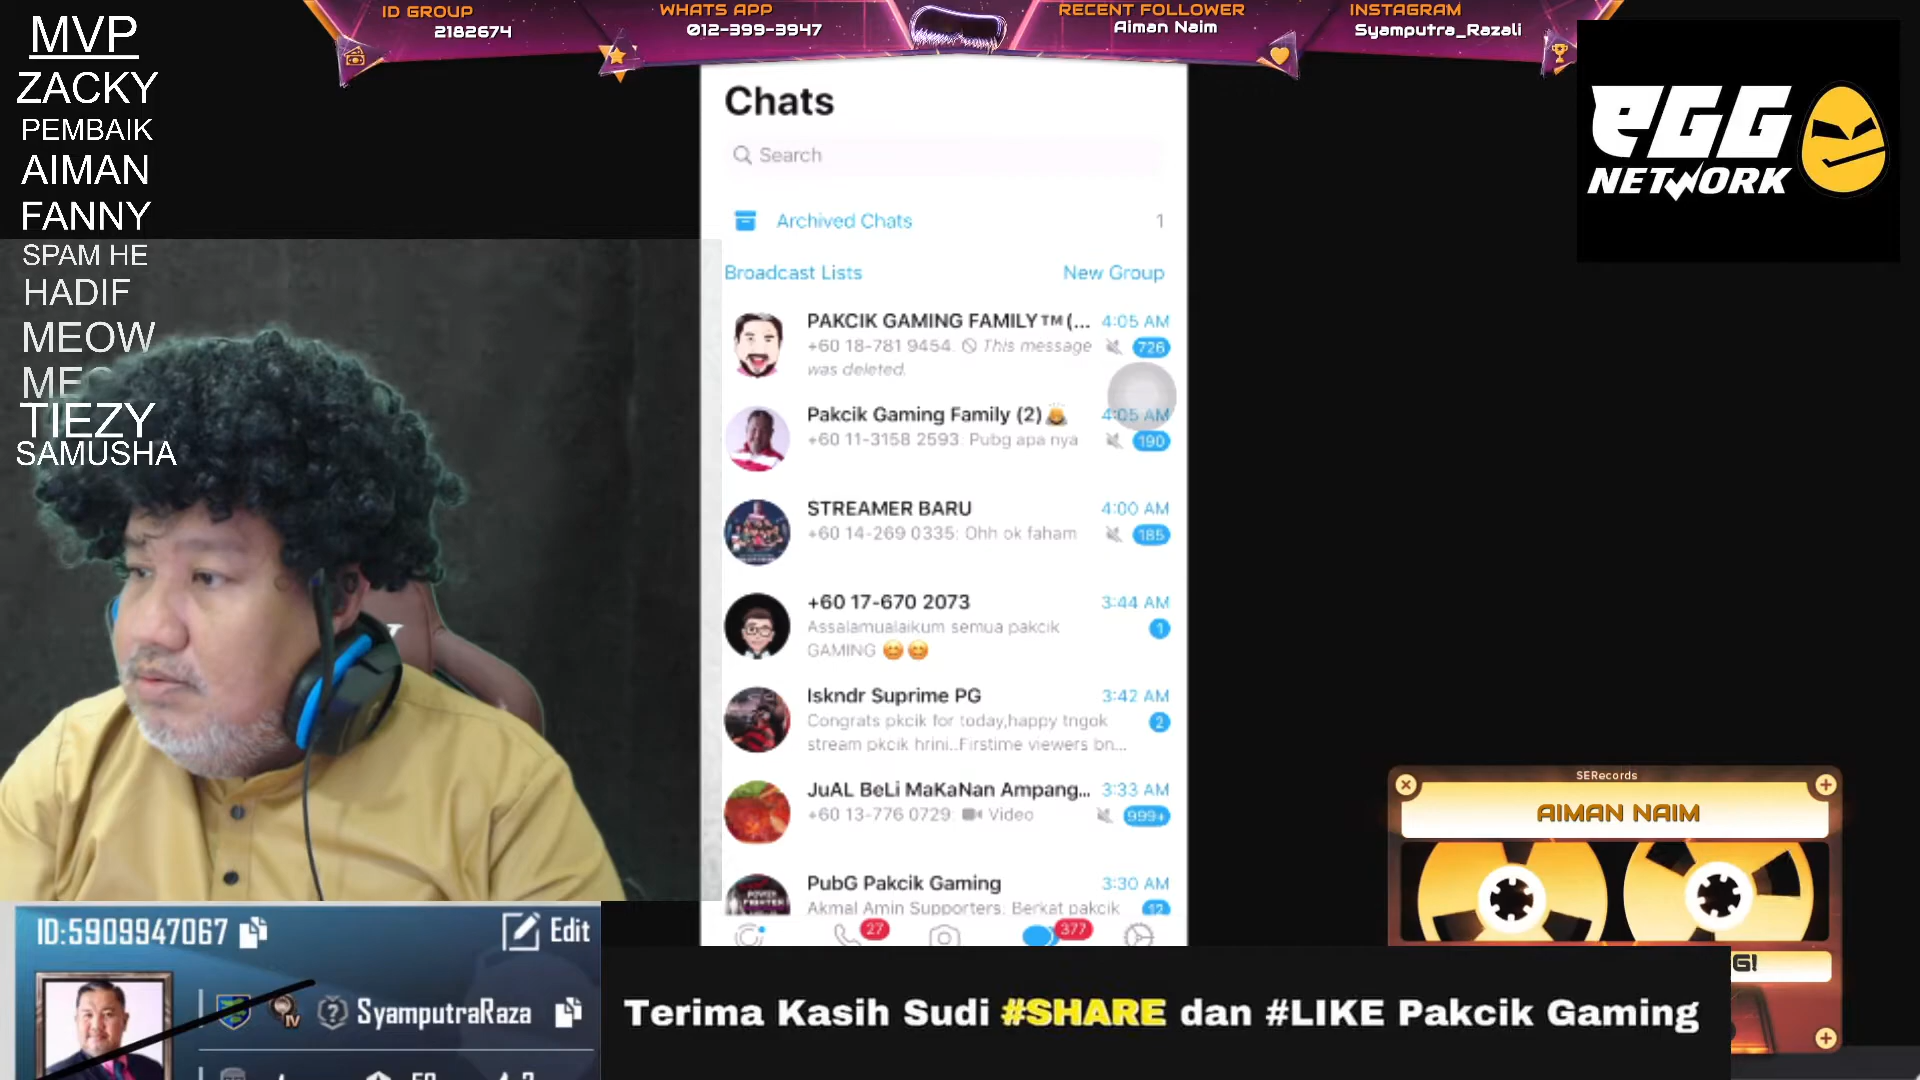 MVP
ZACKY
PEMBAIK
AIMAN
FANNY
SPAM HE
HADIF
MEOW
TIEZY
SAMUSHA
ID GROUP
2182674
WHATS APP
012-399-3947
RECENT FOLLOWER
Aiman Naim
INSTAGRAM
Syamputra_Razali
EGG
NETWORK
Chats
Search
Archived Chats 1
Broadcast Lists New Group
PAKCIK GAMING FAMILY™(... 4:05 AM
+60 18-781 9454: This message 726
was deleted.
Pakcik Gaming Family (2) 4:05 AM
+60 11-3158 2593: Pubg apa nya 190
STREAMER BARU 4:00 AM
+60 14-269 0335: Ohh ok faham 185
+60 17-670 2073 3:44 AM
Assalamualaikum semua pakcik 1
GAMING 😊 😊
Iskndr Suprime PG 3:42 AM
Congrats pkcik for today,happy tngok 2
stream pkcik hrini..Firstime viewers bn...
JuAL BeLi MaKaNan Ampang... 3:33 AM
+60 13-776 0729: Video 999+
PubG Pakcik Gaming 3:30 AM
Akmal Amin Supporters. Berkat pakcik 12
27 377
SERecords
AIMAN NAIM
G!
ID:5909947067 Edit
IV SyamputraRaza
Terima Kasih Sudi #SHARE dan #LIKE Pakcik Gaming